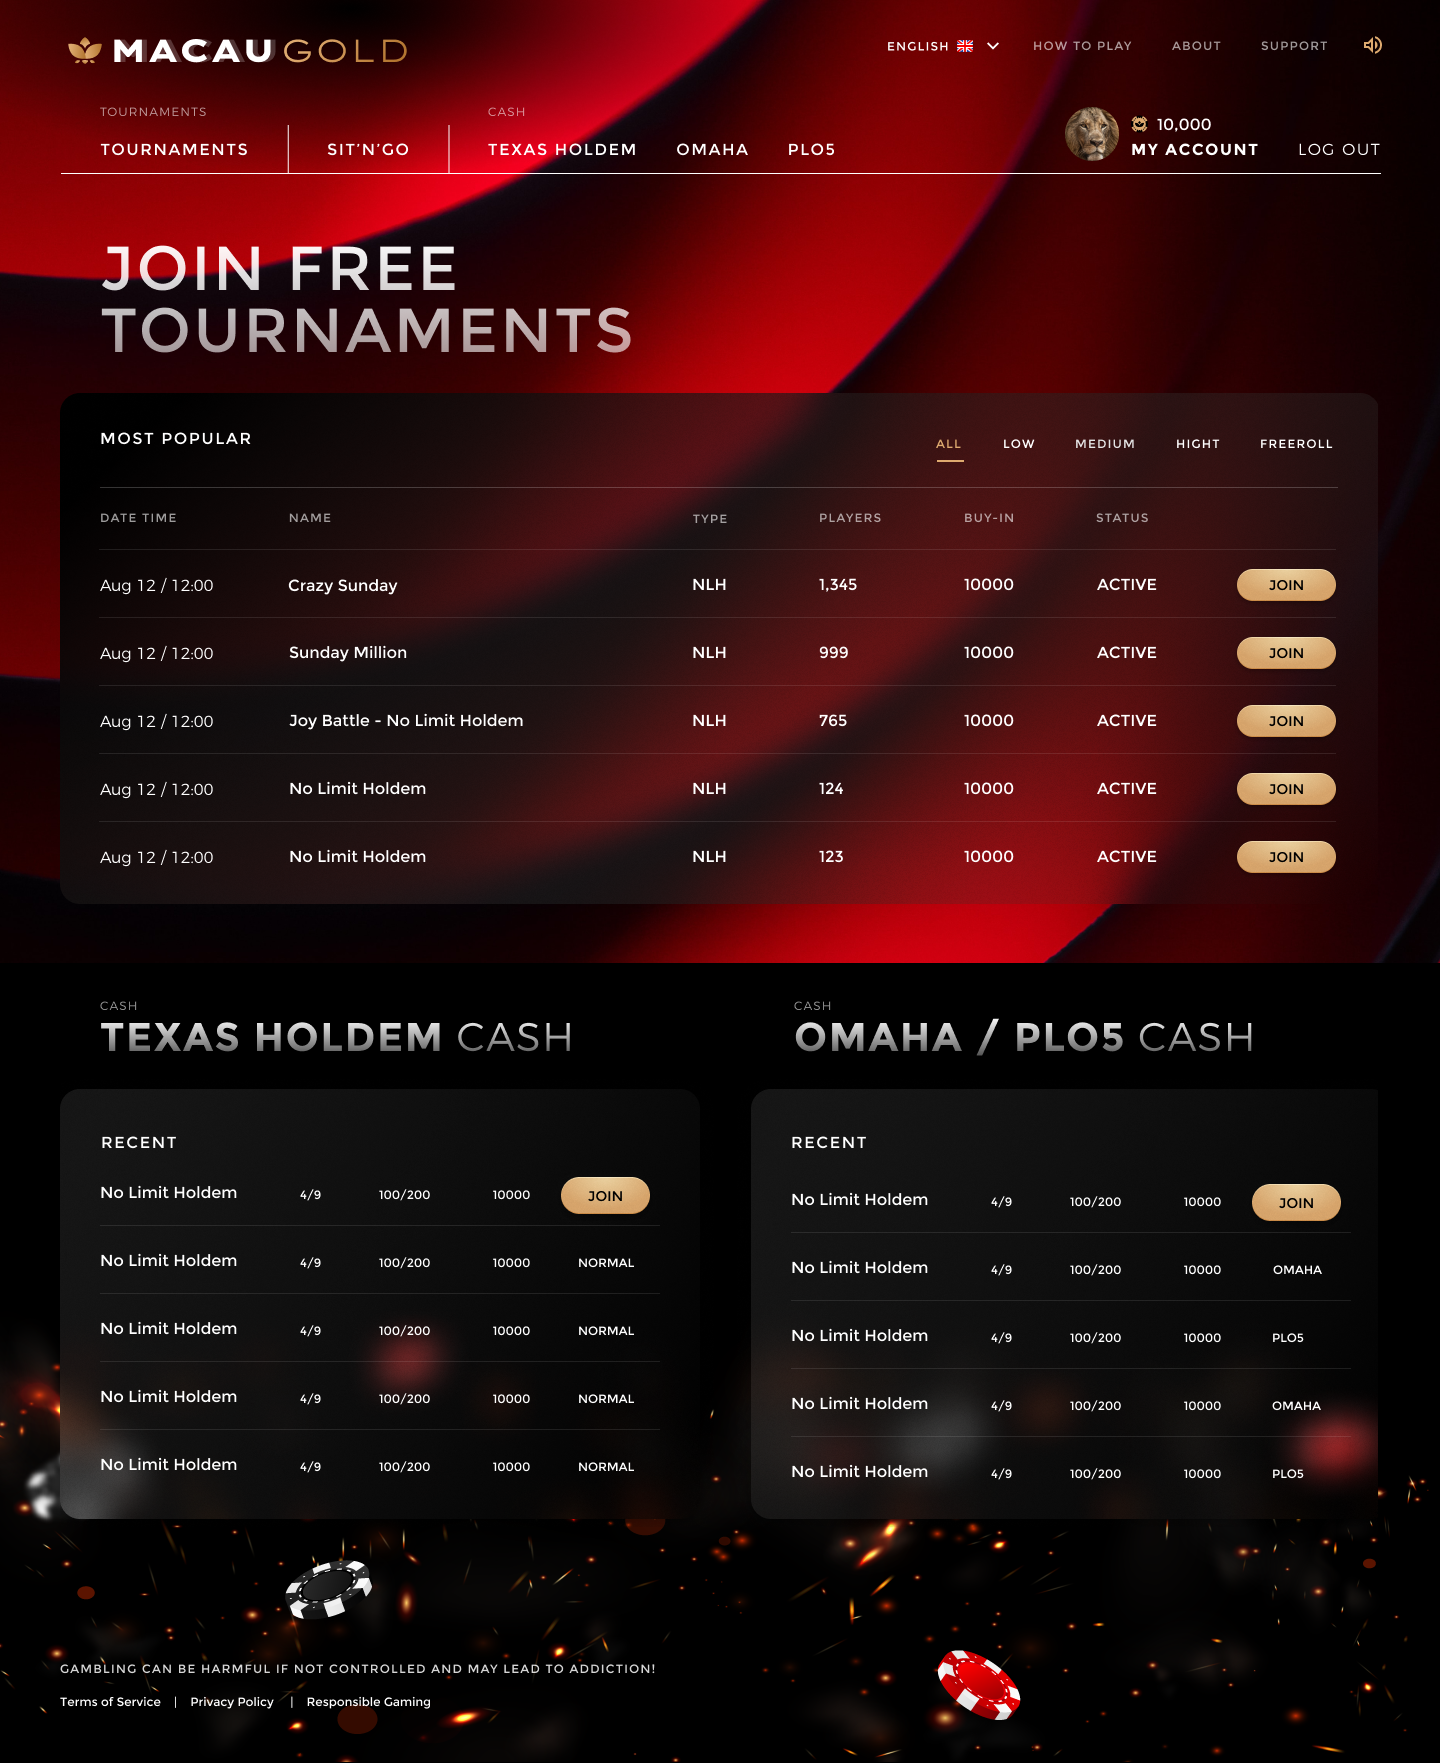 MACAU GOLD
ENGLISH HOW TO PLAY ABOUT SUPPORT
TOURNAMENTS CASH
10,000
TOURNAMENTS SIT'N'GO TEXAS HOLDEM OMAHA PLO5 MY ACCOUNT LOG OUT
JOIN FREE
TOURNAMENTS
MOST POPULAR ALL LOW MEDIUM HIGHT FREEROLL
DATE TIME NAME TYPE PLAYERS BUY-IN STATUS
Aug 12 / 12:00 Crazy Sunday NLH 1,345 10000 ACTIVE JOIN
Aug 12 / 12:00 Sunday Million NLH 999 10000 ACTIVE JOIN
Aug 12 / 12:00 Joy Battle - No Limit Holdem NLH 765 10000 ACTIVE JOIN
Aug 12 / 12:00 No Limit Holdem NLH 124 10000 ACTIVE JOIN
Aug 12 / 12:00 No Limit Holdem NLH 123 10000 ACTIVE JOIN
CASH
TEXAS HOLDEM CASH
RECENT
No Limit Holdem 4/9 100/200 10000 JOIN
No Limit Holdem 4/9 100/200 10000 NORMAL
No Limit Holdem 4/9 100/200 10000 NORMAL
No Limit Holdem 4/9 100/200 10000 NORMAL
No Limit Holdem 4/9 100/200 10000 NORMAL
CASH
OMAHA / PLO5 CASH
RECENT
No Limit Holdem 4/9 100/200 10000 JOIN
No Limit Holdem 4/9 100/200 10000 OMAHA
No Limit Holdem 4/9 100/200 10000 PLO5
No Limit Holdem 4/9 100/200 10000 OMAHA
No Limit Holdem 4/9 100/200 10000 PLO5
GAMBLING CAN BE HARMFUL IF NOT CONTROLLED AND MAY LEAD TO ADDICTION!
Terms of Service | Privacy Policy | Responsible Gaming